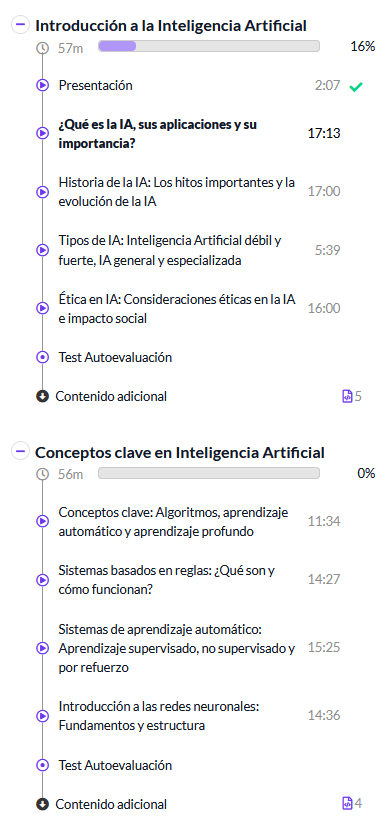 Introducción a la Inteligencia Artificial
57m
16%
Presentación
2:07
¿Qué es la IA, sus aplicaciones y su
importancia?
17:13
Historia de la IA: Los hitos importantes y la
evolución de la IA
17:00
Tipos de IA: Inteligencia Artificial débil y
fuerte, IA general y especializada
5:39
Ética en IA: Consideraciones éticas en la IA
e impacto social
16:00
Test Autoevaluación
Contenido adicional
5
Conceptos clave en Inteligencia Artificial
56m
0%
Conceptos clave: Algoritmos, aprendizaje
automático y aprendizaje profundo
11:34
Sistemas basados en reglas: ¿Qué son y
cómo funcionan?
14:27
Sistemas de aprendizaje automático:
Aprendizaje supervisado, no supervisado y
por refuerzo
15:25
Introducción a las redes neuronales:
Fundamentos y estructura
14:36
Test Autoevaluación
Contenido adicional
4